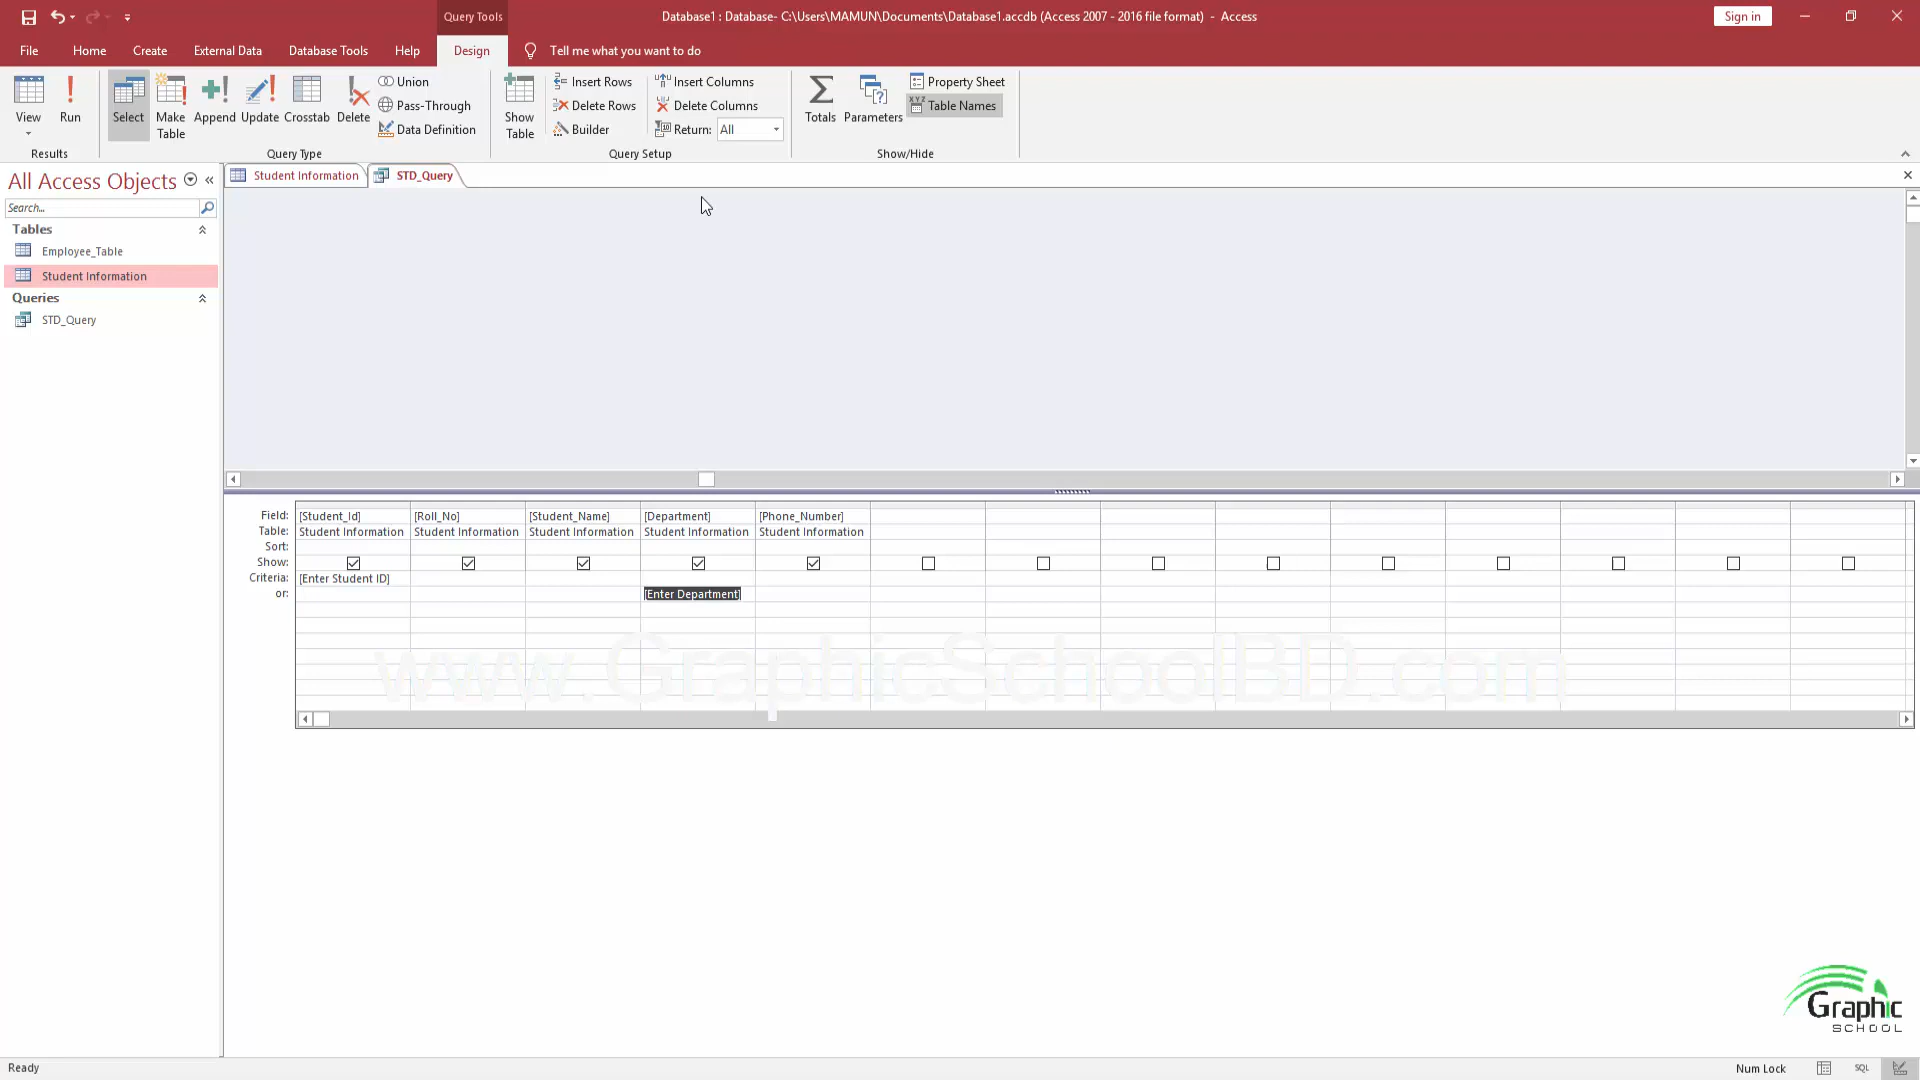 Query Tools
Database1 : Database- C:\Users\MAMUN\Documents\Database1.accdb (Access 2007 - 2016 file format) - Access
Sign in
File Home Create External Data Database Tools Help Design Tell me what you want to do
View
Run
Results
Select
Make Table
Append
Update
Crosstab
Delete
Union
Pass-Through
Data Definition
Query Type
Show Table
Insert Rows
Delete Rows
Builder
Insert Columns
Delete Columns
Return: All
Query Setup
Totals
Parameters
Property Sheet
XYZ Table Names
Show/Hide
All Access Objects
Search...
Tables
Employee_Table
Student Information
Queries
STD_Query
Student Information STD_Query
Field: [Student_Id] [Roll_No] [Student_Name] [Department] [Phone_Number]
Table: Student Information Student Information Student Information Student Information Student Information
Sort:
Show:
Criteria: [Enter Student ID]
or: [Enter Department]
www.GraphicSchoolBD.com
Graphic
SCHOOL
Ready
Num Lock
SQL